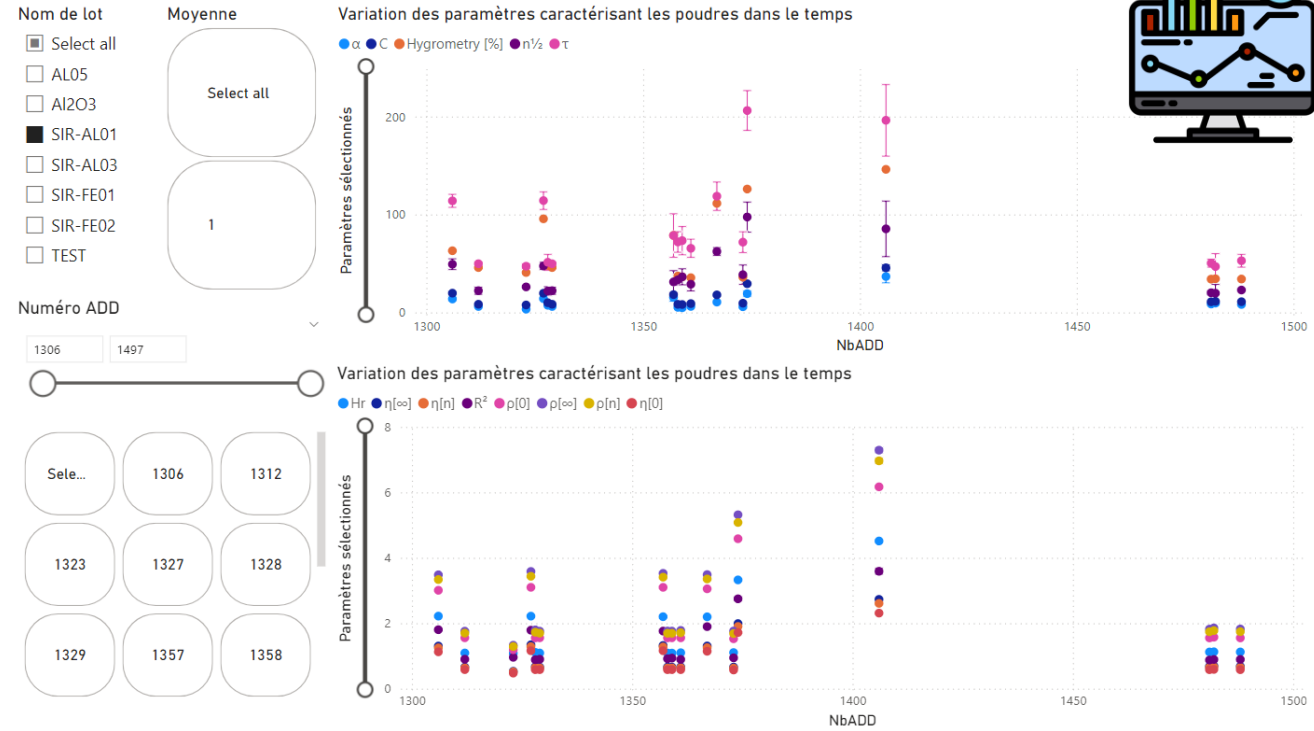 Nom de lot
Select all
AL05
Al2O3
SIR-AL01
SIR-AL03
SIR-FE01
SIR-FE02
TEST
Moyenne
Select all
1
Numéro ADD
1306 1497
Sele... 1306 1312
1323 1327 1328
1329 1357 1358
Variation des paramètres caractérisant les poudres dans le temps
α C Hygrometry [%] n½ τ
Paramètres sélectionnés
200
100
0
1300 1350 1400 1450 1500
NbADD
Variation des paramètres caractérisant les poudres dans le temps
Hr η[∞] η[n] R² ρ[0] ρ[∞] ρ[n] η[0]
Paramètres sélectionnés
8
6
4
2
0
1300 1350 1400 1450 1500
NbADD